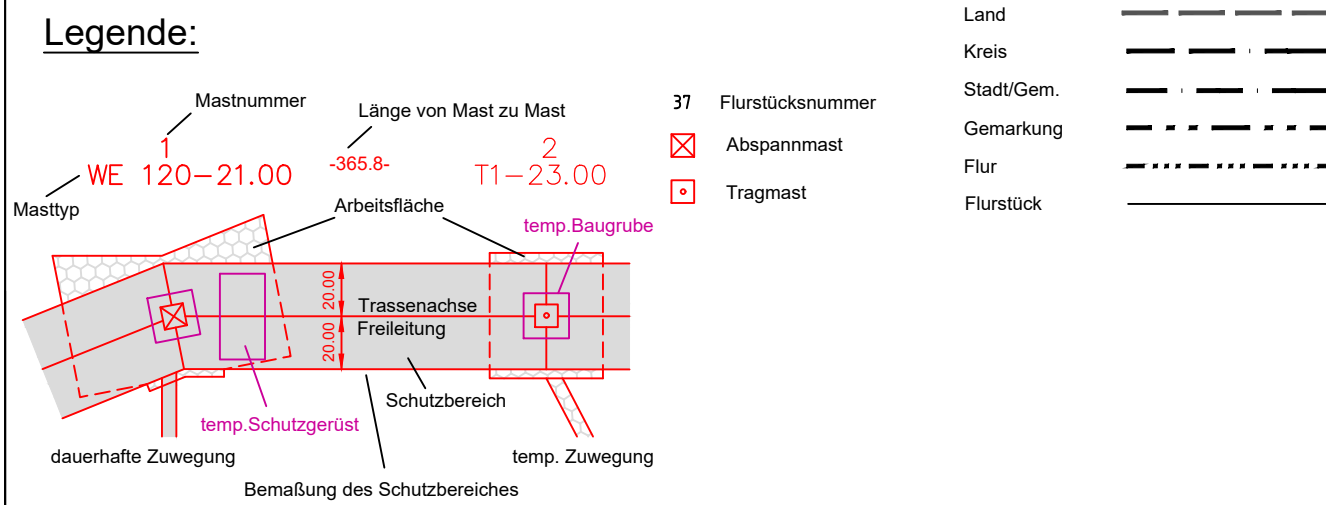 Legende:
Mastnummer
Länge von Mast zu Mast
1
WE 120-21.00
-365.8-
2
T1-23.00
Masttyp
Arbeitsfläche
temp.Baugrube
20.00
20.00
Trassenachse
Freileitung
Schutzbereich
temp.Schutzgerüst
dauerhafte Zuwegung
temp. Zuwegung
Bemaßung des Schutzbereiches
37 Flurstücksnummer
Abspannmast
Tragmast
Land
Kreis
Stadt/Gem.
Gemarkung
Flur
Flurstück